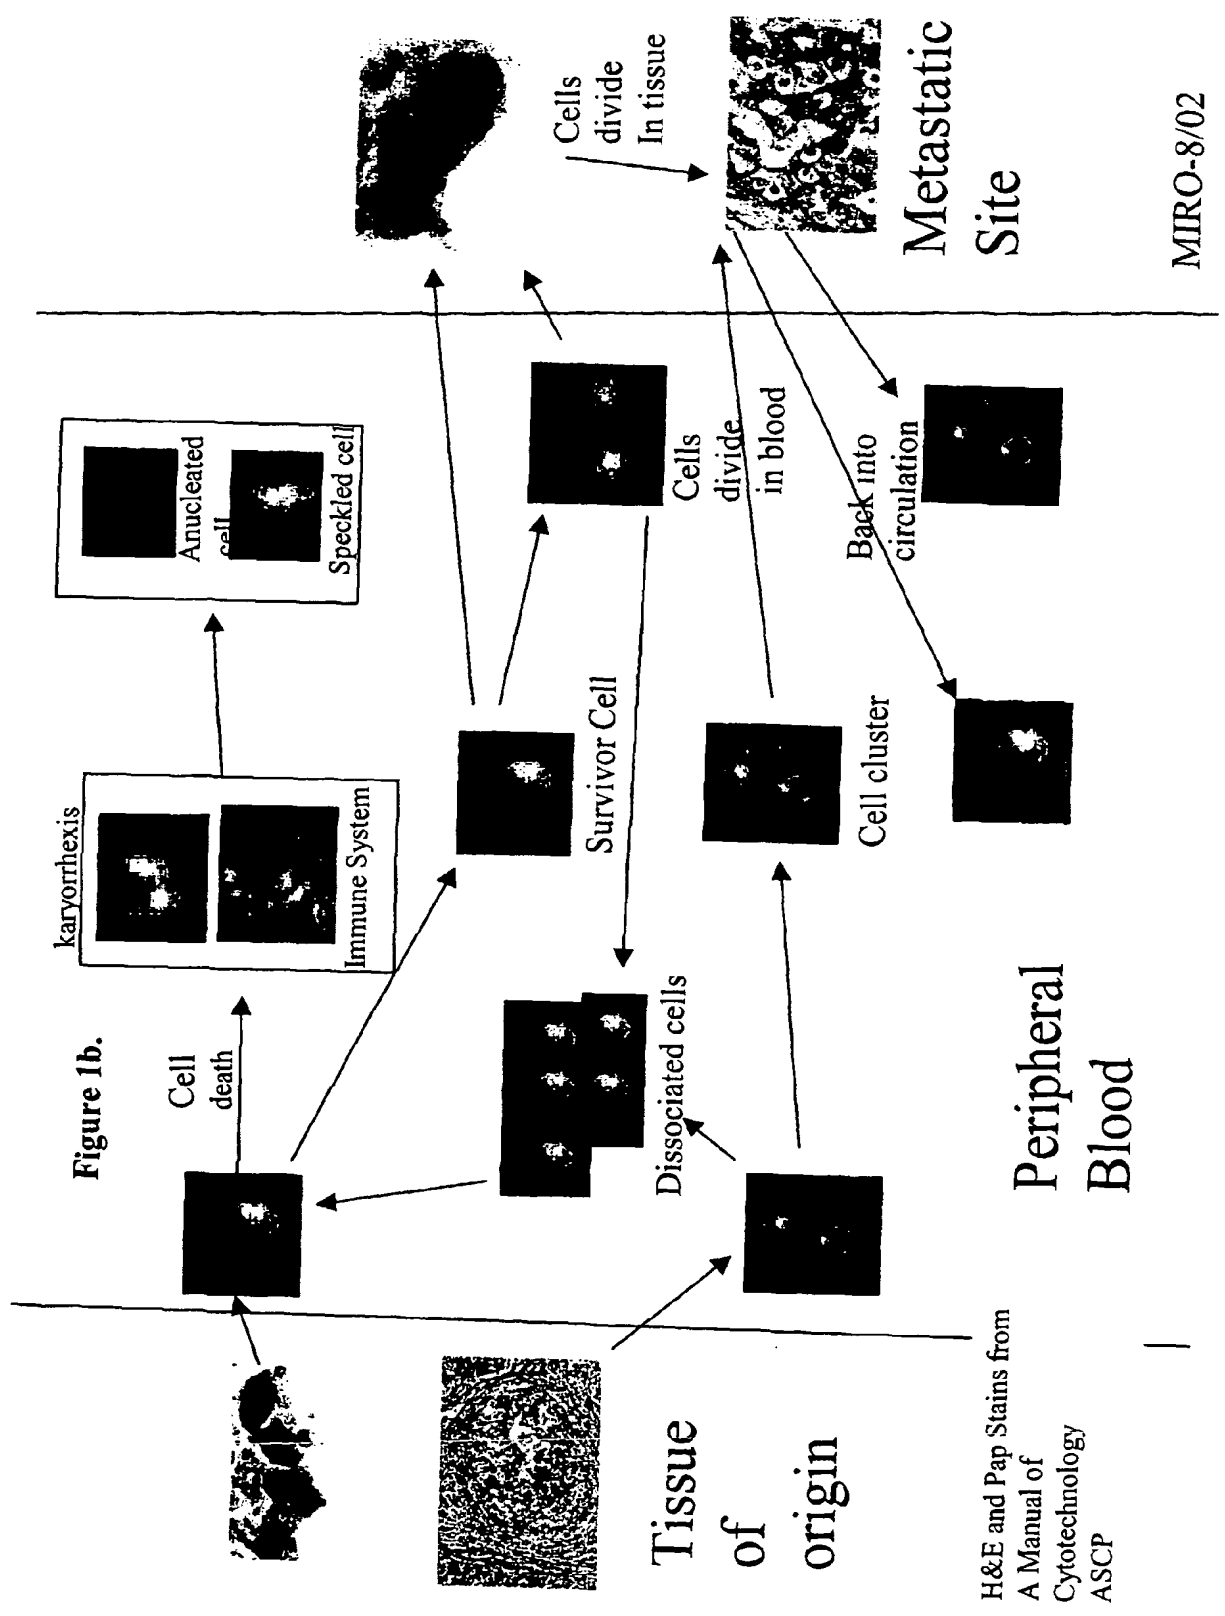 Figure 1b.
Cell
death
karyorrhexis
Immune System
Anucleated
cell
Speckled cell
Survivor Cell
Dissociated cells
Cells
divide
in blood
Cells
divide
In tissue
Cell cluster
Back into
circulation
Tissue
of
origin
Peripheral
Blood
Metastatic
Site
H&E and Pap Stains from
A Manual of
Cytotechnology
ASCP
MIRO-8/02